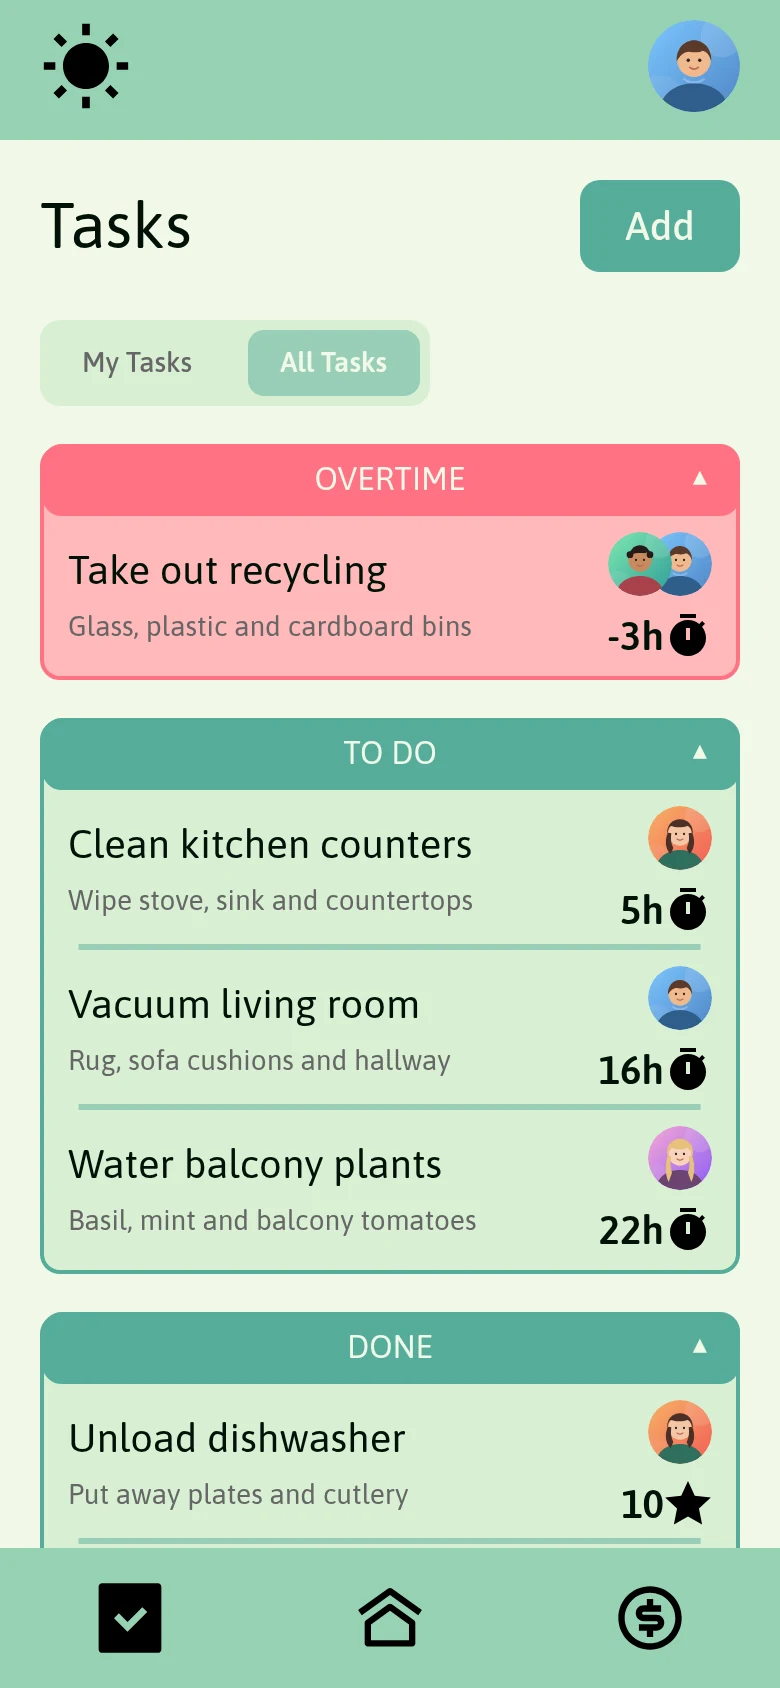 Tasks
Add
My Tasks
All Tasks
OVERTIME ▲
Take out recycling
Glass, plastic and cardboard bins
-3h
TO DO ▲
Clean kitchen counters
Wipe stove, sink and countertops
5h
Vacuum living room
Rug, sofa cushions and hallway
16h
Water balcony plants
Basil, mint and balcony tomatoes
22h
DONE ▲
Unload dishwasher
Put away plates and cutlery
10